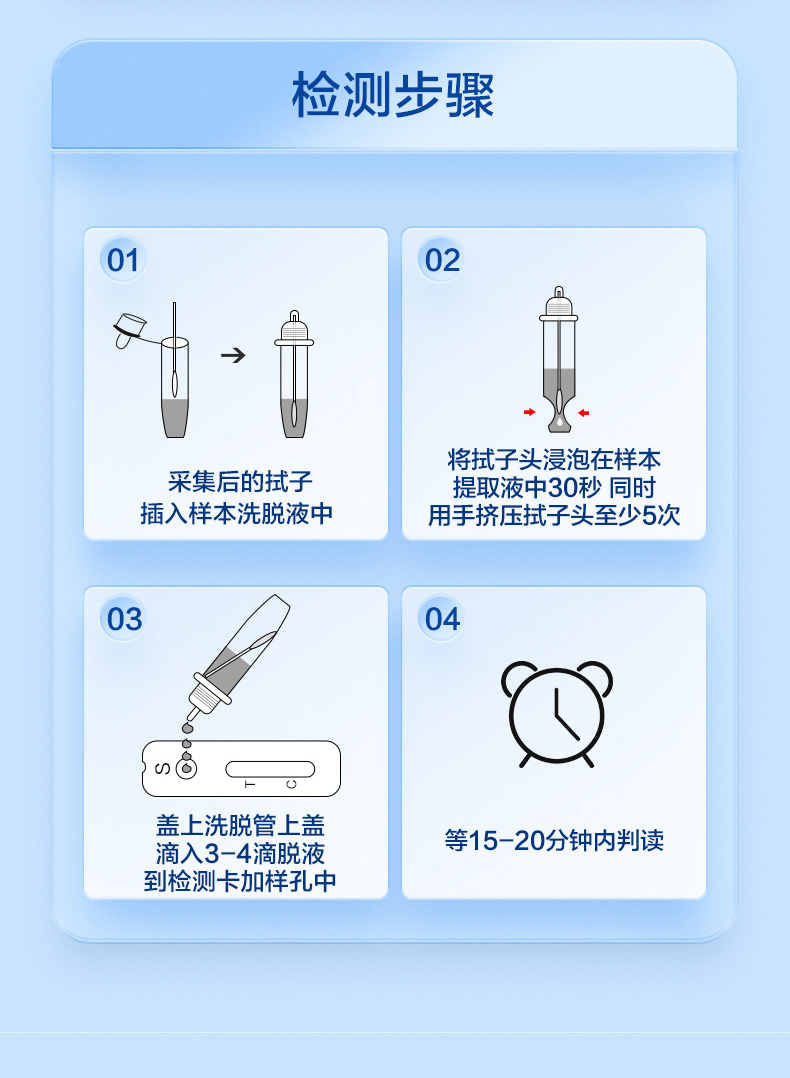 检测步骤
01
采集后的拭子
插入样本洗脱液中
02
将拭子头浸泡在样本
提取液中30秒 同时
用手挤压拭子头至少5次
03
S
T
C
盖上洗脱管上盖
滴入3-4滴脱液
到检测卡加样孔中
04
等15-20分钟内判读